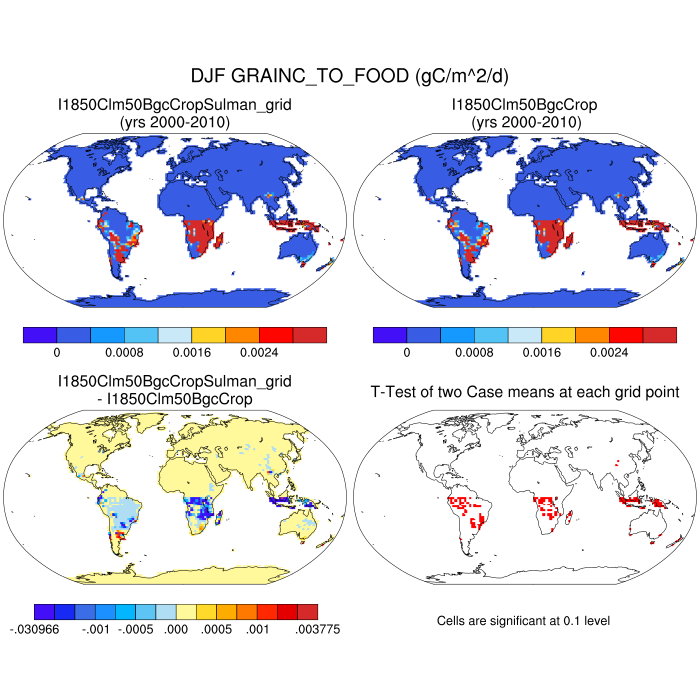 DJF GRAINC_TO_FOOD (gC/m^2/d)
I1850Clm50BgcCropSulman_grid
(yrs 2000-2010)
I1850Clm50BgcCrop
(yrs 2000-2010)
0 0.0008 0.0016 0.0024
0 0.0008 0.0016 0.0024
I1850Clm50BgcCropSulman_grid
- I1850Clm50BgcCrop
T-Test of two Case means at each grid point
-.030966 -.001 -.0005 .000 .0005 .001 .003775
Cells are significant at 0.1 level